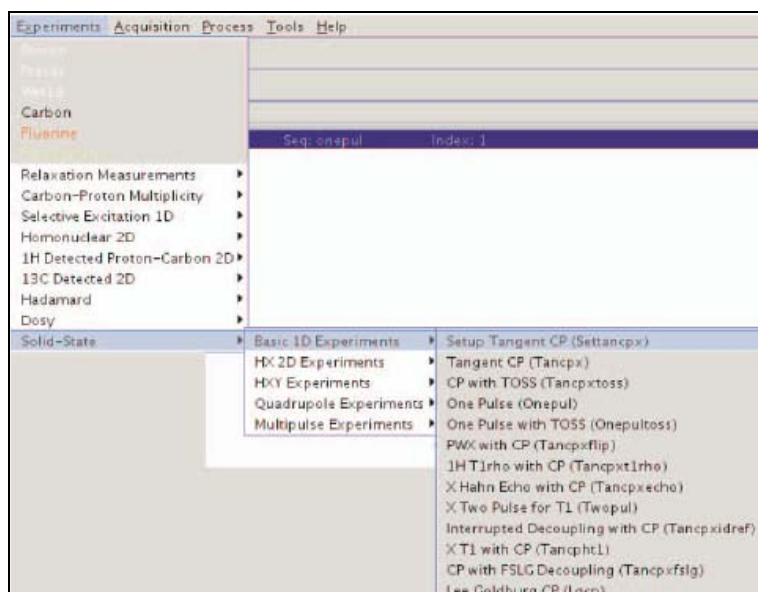 Experiments Acquisition Process Tools Help
Carbon
Fluorine
Seq: onepul Index: 1
Relaxation Measurements
Carbon-Proton Multiplicity
Selective Excitation 1D
Homonuclear 2D
1H Detected Proton-Carbon 2D
13C Detected 2D
Hadamard
Dosy
Solid-State
Basic 1D Experiments
HX 2D Experiments
HXY Experiments
Quadrupole Experiments
Multipulse Experiments
Setup Tangent CP (Settancpx)
Tangent CP (Tancpx)
CP with TOSS (Tancpxtoss)
One Pulse (Onepul)
One Pulse with TOSS (Onepultoss)
PWX with CP (Tancpxflip)
1H T1rho with CP (Tancpxt1rho)
X Hahn Echo with CP (Tancpxecho)
X Two Pulse for T1 (Twopul)
Interrupted Decoupling with CP (Tancpxidref)
X T1 with CP (Tancpht1)
CP with FSLG Decoupling (Tancpxfslg)
Lee Goldburg CP (Lgcp)